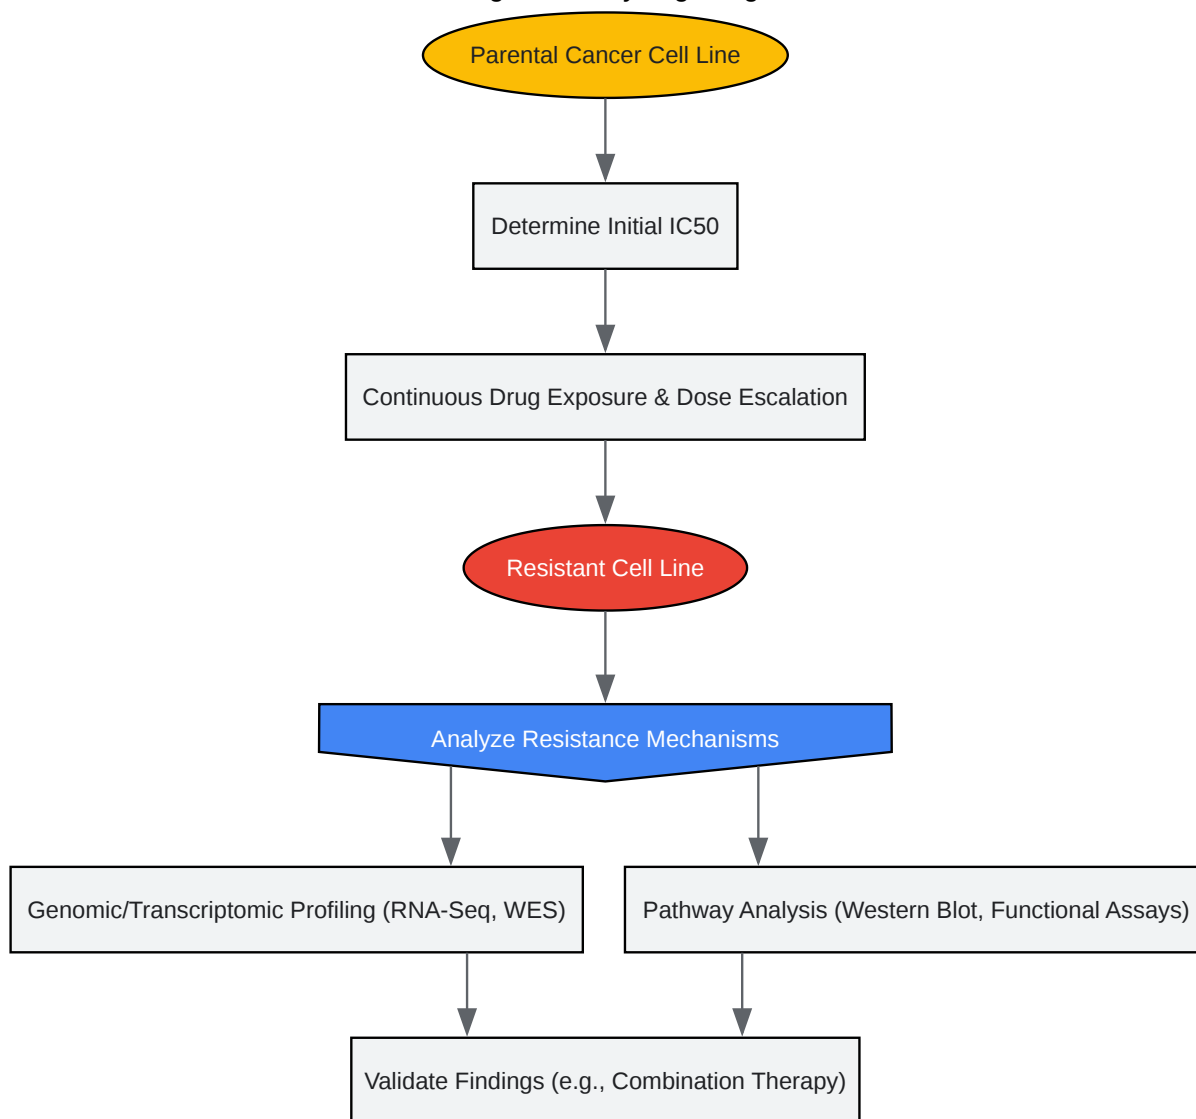 Parental Cancer Cell Line
Determine Initial IC50
Continuous Drug Exposure & Dose Escalation
Resistant Cell Line
Analyze Resistance Mechanisms
Genomic/Transcriptomic Profiling (RNA-Seq, WES)
Pathway Analysis (Western Blot, Functional Assays)
Validate Findings (e.g., Combination Therapy)